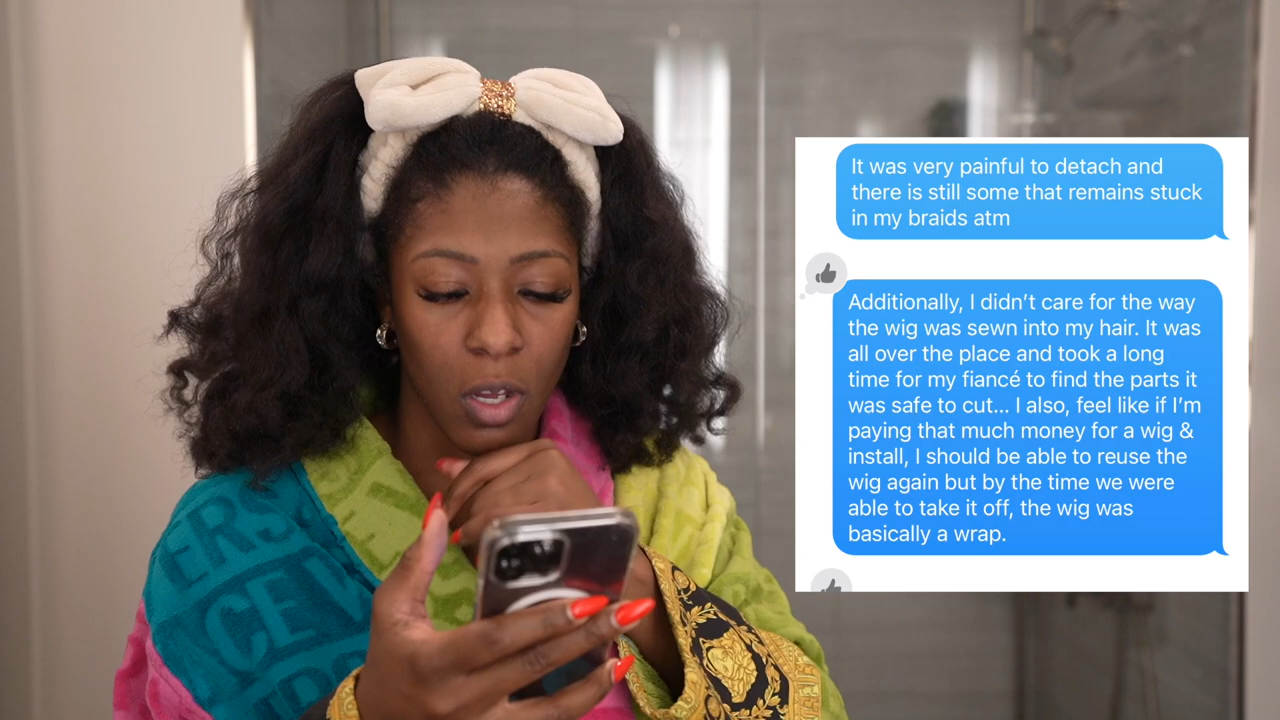 It was very painful to detach and
there is still some that remains stuck
in my braids atm
Additionally, I didn’t care for the way
the wig was sewn into my hair. It was
all over the place and took a long
time for my fiancé to find the parts it
was safe to cut... I also, feel like if I’m
paying that much money for a wig &
install, I should be able to reuse the
wig again but by the time we were
able to take it off, the wig was
basically a wrap.
ERS
ACE V